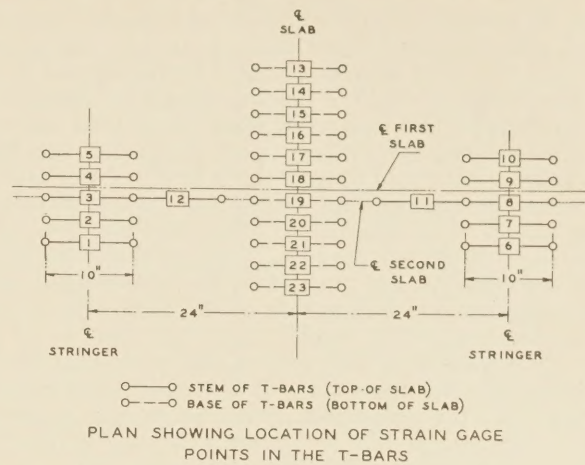 ℄
SLAB
13
14
15
16
17
18
19
20
21
22
23
℄ FIRST
SLAB
5
4
3
2
1
12
11
10
9
8
7
6
℄ SECOND
SLAB
10"
10"
24"
24"
℄
STRINGER
℄
STRINGER
STEM OF T-BARS (TOP OF SLAB)
BASE OF T-BARS (BOTTOM OF SLAB)
PLAN SHOWING LOCATION OF STRAIN GAGE
POINTS IN THE T-BARS